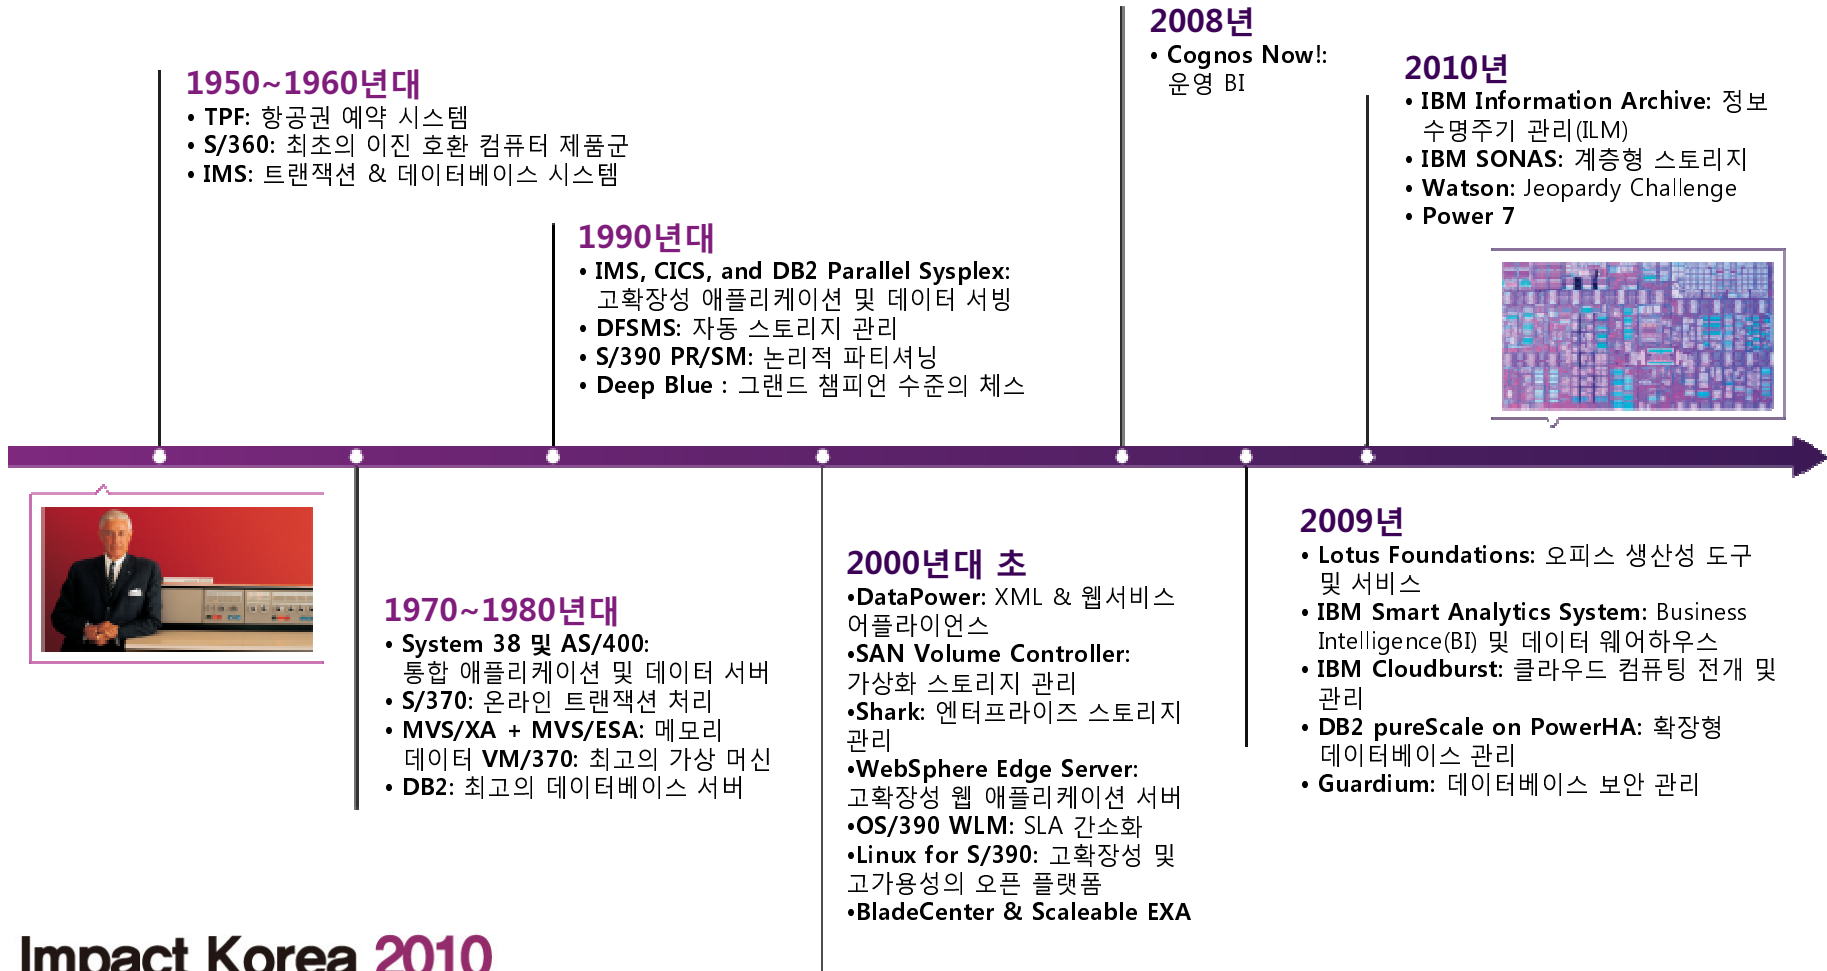 1950~1960년대
• TPF: 항공권 예약 시스템
• S/360: 최초의 이진 호환 컴퓨터 제품군
• IMS: 트랜잭션 & 데이터베이스 시스템
1970~1980년대
• System 38 및 AS/400:
통합 애플리케이션 및 데이터 서버
• S/370: 온라인 트랜잭션 처리
• MVS/XA + MVS/ESA: 메모리
데이터 VM/370: 최고의 가상 머신
• DB2: 최고의 데이터베이스 서버
1990년대
• IMS, CICS, and DB2 Parallel Sysplex:
고확장성 애플리케이션 및 데이터 서빙
• DFSMS: 자동 스토리지 관리
• S/390 PR/SM: 논리적 파티셔닝
• Deep Blue : 그랜드 챔피언 수준의 체스
2000년대 초
•DataPower: XML & 웹서비스
어플라이언스
•SAN Volume Controller:
가상화 스토리지 관리
•Shark: 엔터프라이즈 스토리지
관리
•WebSphere Edge Server:
고확장성 웹 애플리케이션 서버
•OS/390 WLM: SLA 간소화
•Linux for S/390: 고확장성 및
고가용성의 오픈 플랫폼
•BladeCenter & Scaleable EXA
2008년
• Cognos Now!:
운영 BI
2009년
• Lotus Foundations: 오피스 생산성 도구
및 서비스
• IBM Smart Analytics System: Business
Intelligence(BI) 및 데이터 웨어하우스
• IBM Cloudburst: 클라우드 컴퓨팅 전개 및
관리
• DB2 pureScale on PowerHA: 확장형
데이터베이스 관리
• Guardium: 데이터베이스 보안 관리
2010년
• IBM Information Archive: 정보
수명주기 관리(ILM)
• IBM SONAS: 계층형 스토리지
• Watson: Jeopardy Challenge
• Power 7
Impact Korea 2010